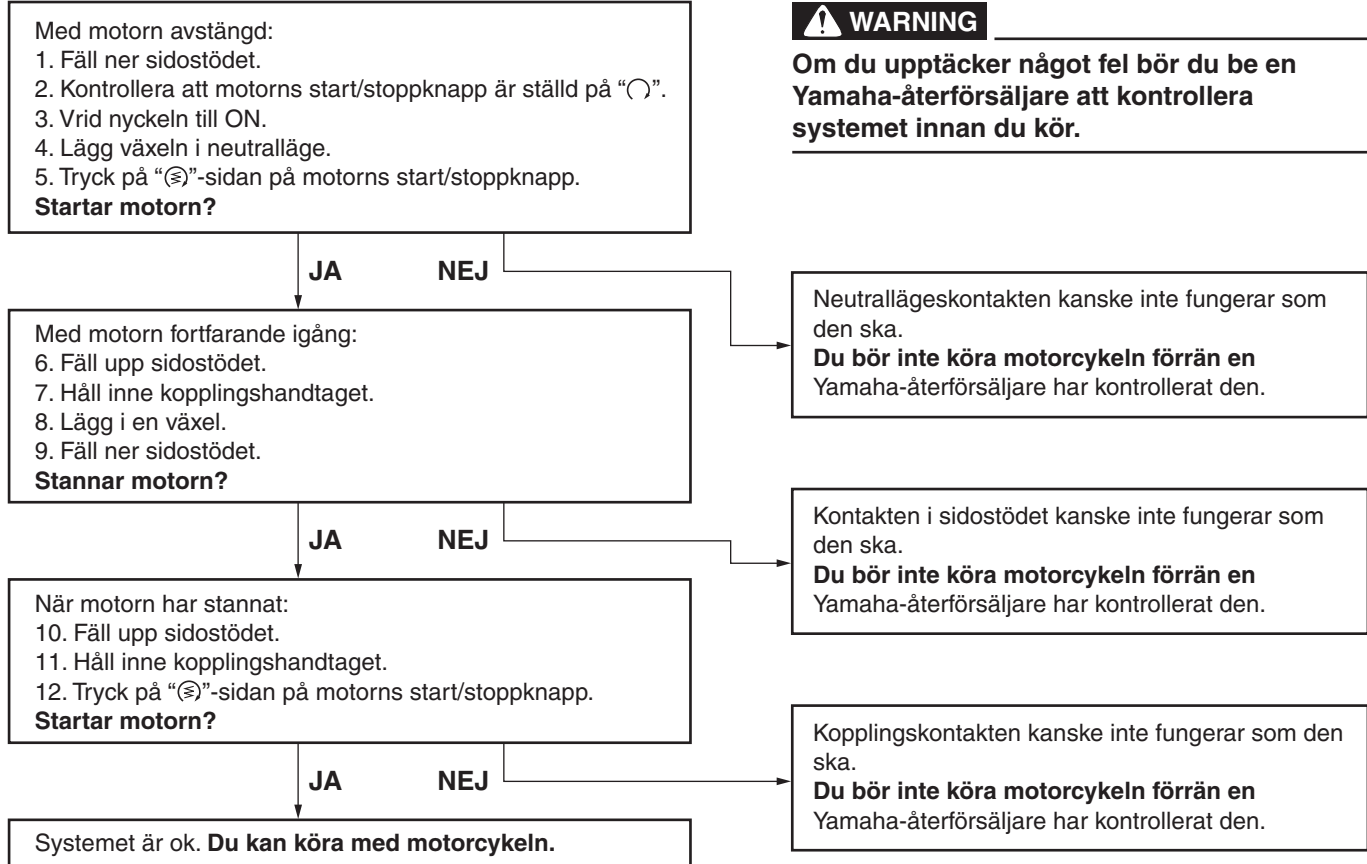 Med motorn avstängd:
1. Fäll ner sidostödet.
2. Kontrollera att motorns start/stoppknapp är ställd på “○”.
3. Vrid nyckeln till ON.
4. Lägg växeln i neutralläge.
5. Tryck på “”-sidan på motorns start/stoppknapp.
Startar motorn?
WARNING
Om du upptäcker något fel bör du be en
Yamaha-återförsäljare att kontrollera
systemet innan du kör.
JA NEJ
Neutrallägeskontakten kanske inte fungerar som
den ska.
Du bör inte köra motorcykeln förrän en
Yamaha-återförsäljare har kontrollerat den.
Med motorn fortfarande igång:
6. Fäll upp sidostödet.
7. Håll inne kopplingshandtaget.
8. Lägg i en växel.
9. Fäll ner sidostödet.
Stannar motorn?
JA NEJ
Kontakten i sidostödet kanske inte fungerar som
den ska.
Du bör inte köra motorcykeln förrän en
Yamaha-återförsäljare har kontrollerat den.
När motorn har stannat:
10. Fäll upp sidostödet.
11. Håll inne kopplingshandtaget.
12. Tryck på “”-sidan på motorns start/stoppknapp.
Startar motorn?
JA NEJ
Kopplingskontakten kanske inte fungerar som den
ska.
Du bör inte köra motorcykeln förrän en
Yamaha-återförsäljare har kontrollerat den.
Systemet är ok. Du kan köra med motorcykeln.